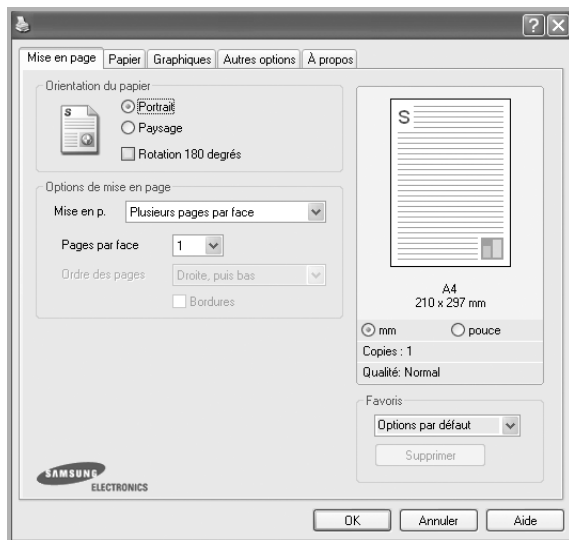 Mise en page Papier Graphiques Autres options À propos
Orientation du papier
S
Portrait
Paysage
Rotation 180 degrés
Options de mise en page
Mise en p. Plusieurs pages par face
Pages par face 1
Ordre des pages Droite, puis bas
Bordures
S
A4
210 x 297 mm
mm pouce
Copies : 1
Qualité: Normal
Favoris
Options par défaut
Supprimer
SAMSUNG
ELECTRONICS
OK Annuler Aide